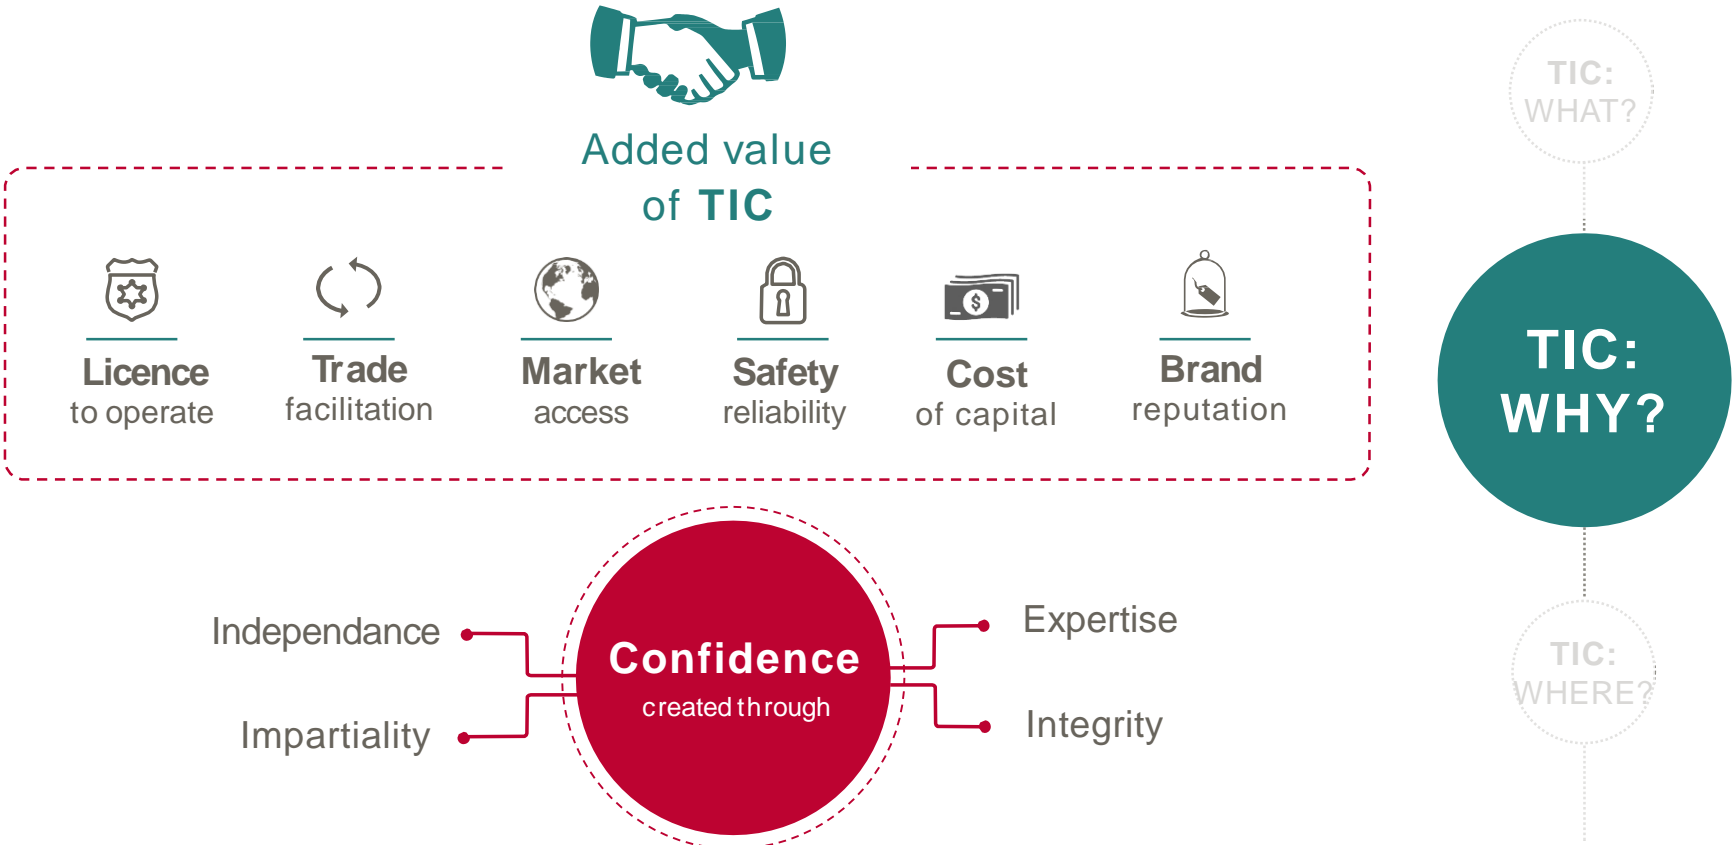 Added value
of TIC
Licence
to operate
Trade
facilitation
Market
access
Safety
reliability
$
Cost
of capital
Brand
reputation
Confidence
created through
Independance
Impartiality
Expertise
Integrity
TIC:
WHAT?
TIC:
WHY?
TIC:
WHERE?